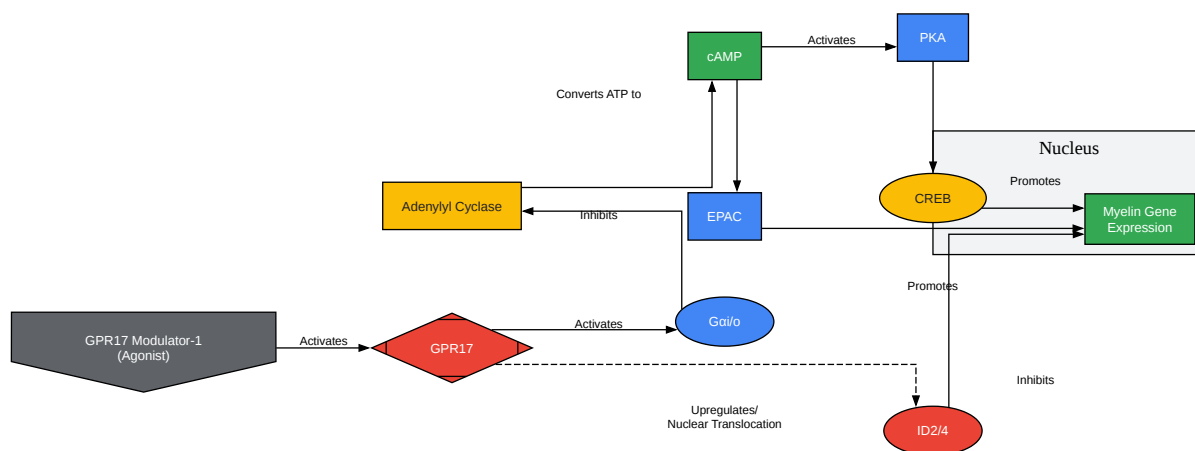 PKA
Activates
cAMP
Converts ATP to
Nucleus
Promotes
Adenylyl Cyclase
CREB
Myelin Gene
Expression
Inhibits
EPAC
Promotes
Gαi/o
Activates
GPR17 Modulator-1
(Agonist)
Activates
GPR17
Inhibits
Upregulates/
Nuclear Translocation
ID2/4